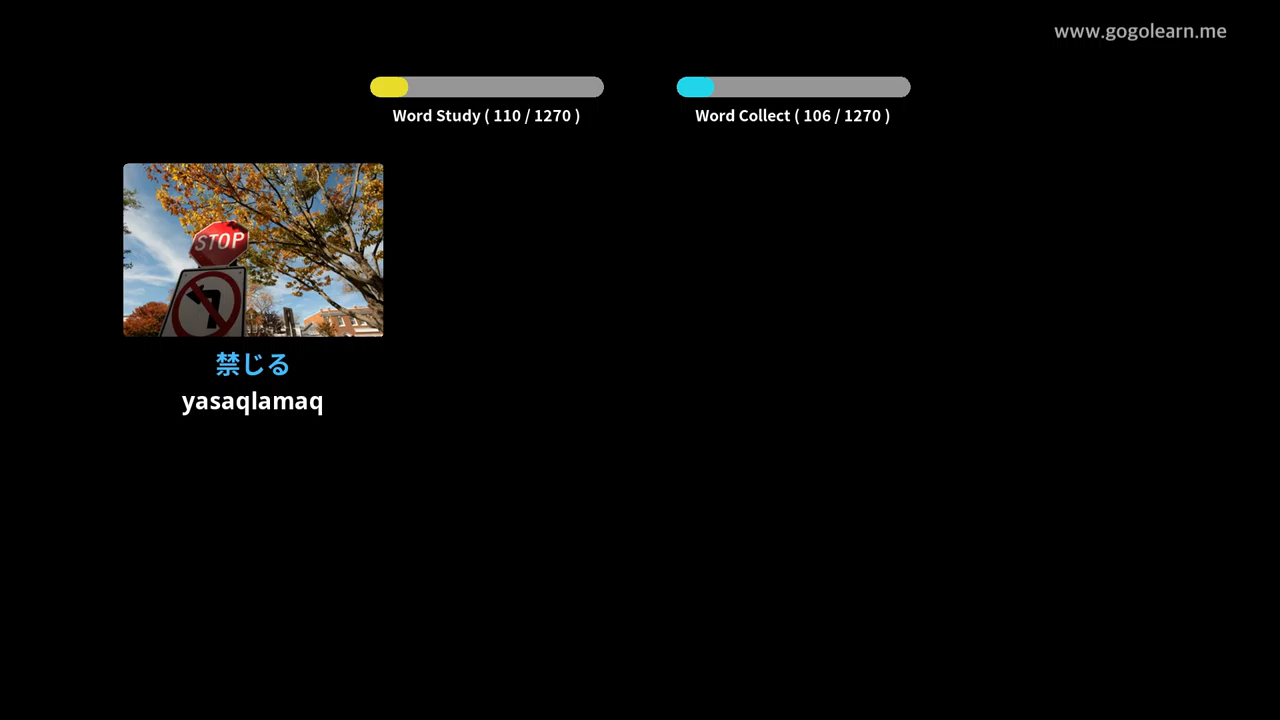 www.gogolearn.me
Word Study ( 110 / 1270 )
Word Collect ( 106 / 1270 )
STOP
禁じる
yasaqlamaq